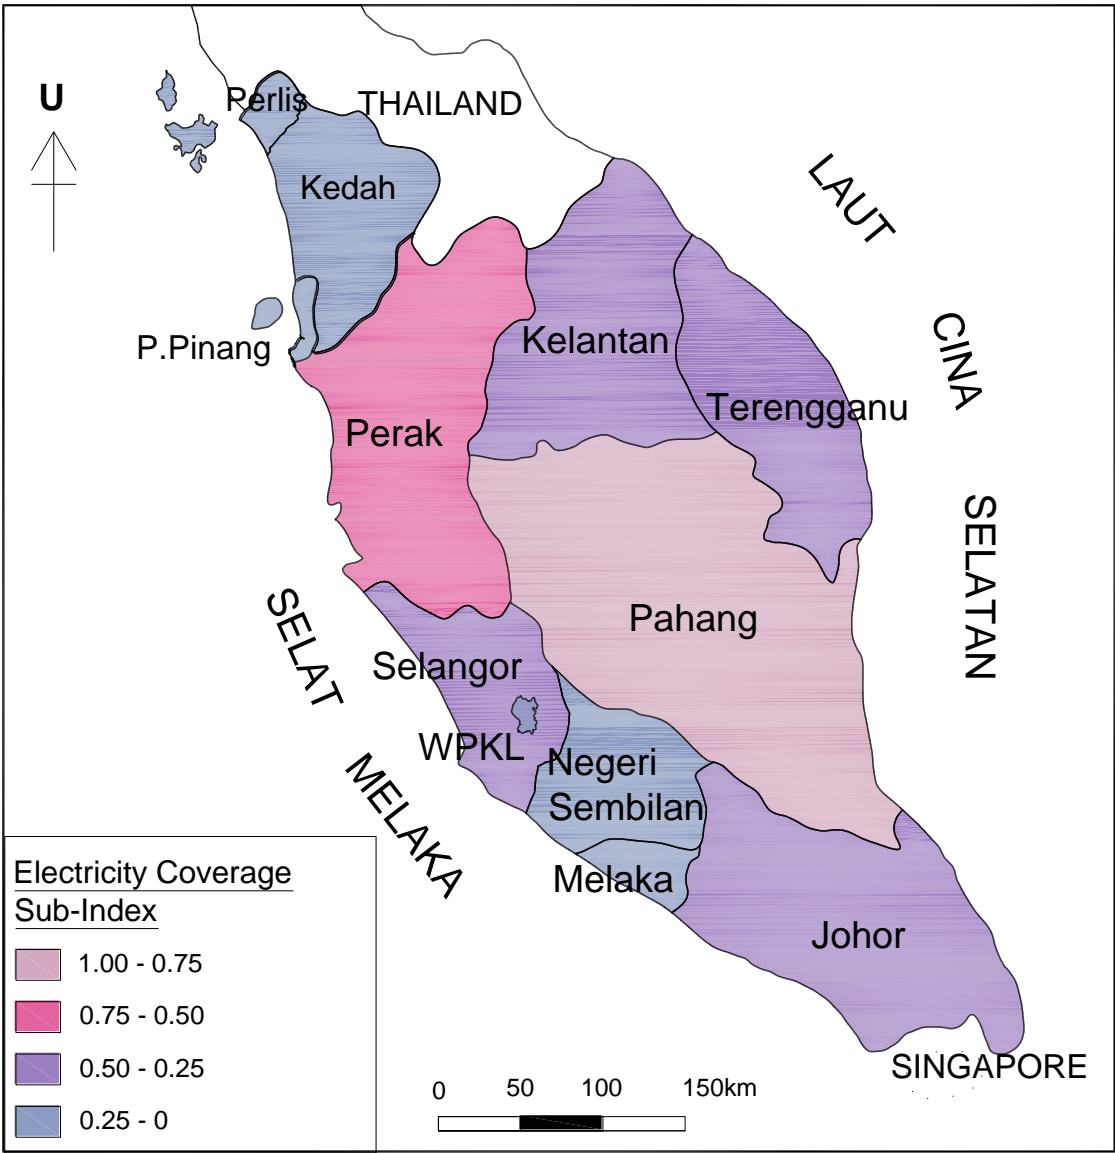 U
Perlis
THAILAND
Kedah
LAUT
CINA
SELATAN
P.Pinang
Kelantan
Terengganu
Perak
Pahang
SELAT
MELAKA
Selangor
WPKL
Negeri
Sembilan
Melaka
Johor
SINGAPORE
Electricity Coverage
Sub-Index
1.00 - 0.75
0.75 - 0.50
0.50 - 0.25
0.25 - 0
0 50 100 150km